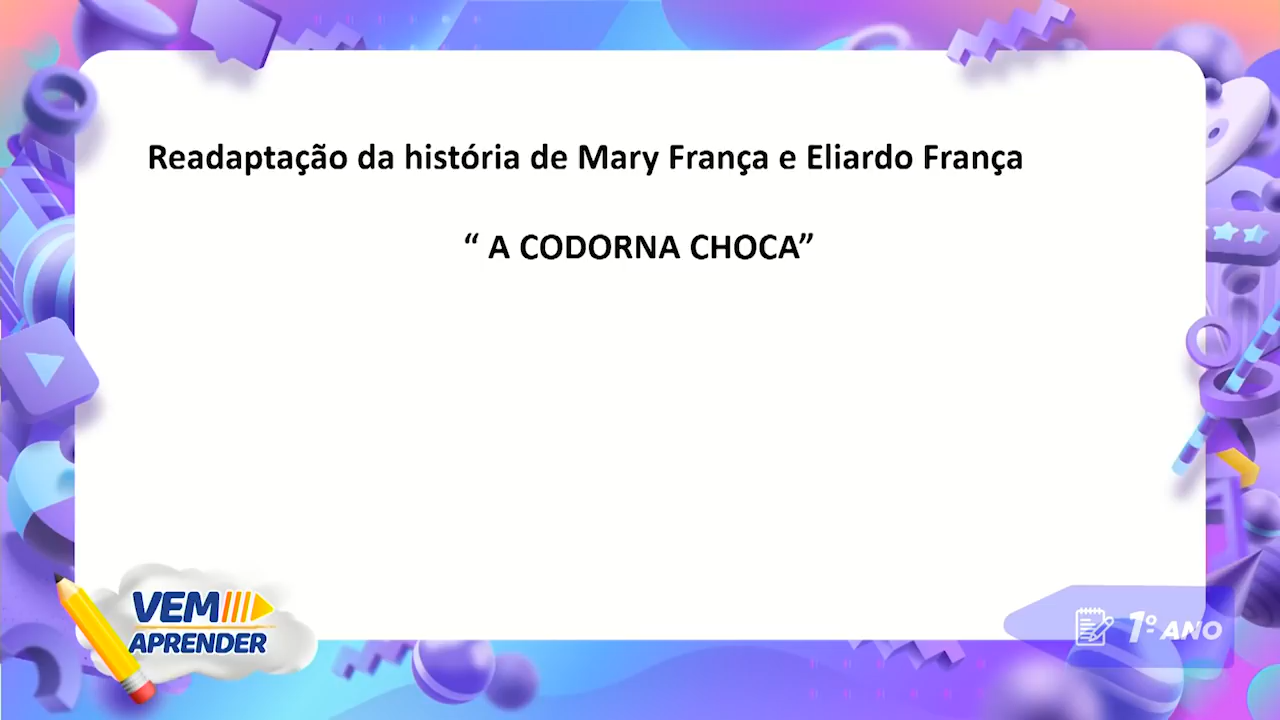 Readaptação da história de Mary França e Eliardo França
“ A CODORNA CHOCA”
VEM
APRENDER
1º ANO